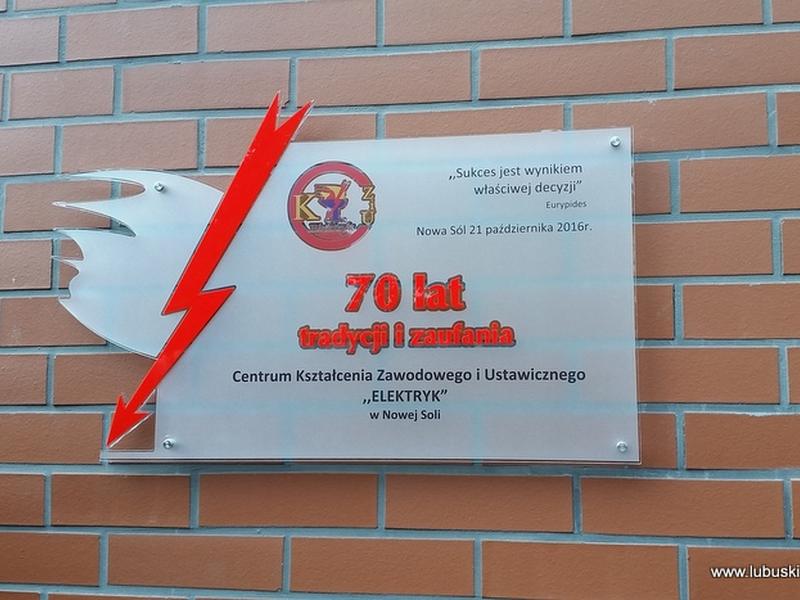 ,,Sukces jest wynikiem
właściwej decyzji”
Eurypides
Nowa Sól 21 października 2016r.
70 lat
tradycji i zaufania
Centrum Kształcenia Zawodowego i Ustawicznego
,,ELEKTRYK”
w Nowej Soli
www.lubuski